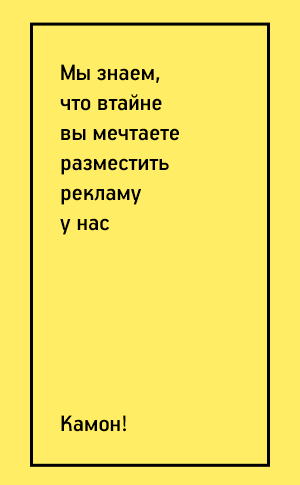 Мы знаем,
что втайне
вы мечтаете
разместить
рекламу
у нас
Камон!